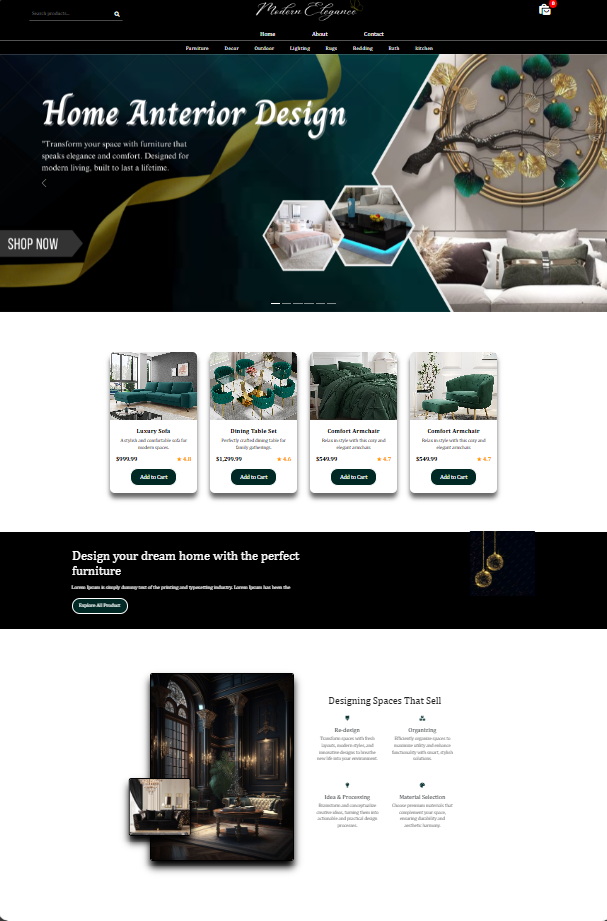 Search products...
Modern Elegance
0
Home About Contact
Furniture Decor Outdoor Lighting Rugs Bedding Bath kitchen
Home Anterior Design
"Transform your space with furniture that
speaks elegance and comfort. Designed for
modern living, built to last a lifetime.
SHOP NOW
Luxury Sofa
A stylish and comfortable sofa for
modern spaces.
$999.99 ★ 4.8
Add to Cart
Dining Table Set
Perfectly crafted dining table for
family gatherings.
$1,299.99 ★ 4.6
Add to Cart
Comfort Armchair
Relax in style with this cozy and
elegant armchair.
$549.99 ★ 4.7
Add to Cart
Comfort Armchair
Relax in style with this cozy and
elegant armchair.
$549.99 ★ 4.7
Add to Cart
Design your dream home with the perfect
furniture
Lorem Ipsum is simply dummy text of the printing and typesetting industry. Lorem Ipsum has been the
Explore All Product
Designing Spaces That Sell
Re-design
Transform spaces with fresh
layouts, modern styles, and
innovative designs to breathe
new life into your environment.
Organizing
Efficiently organize spaces to
maximize utility and enhance
functionality with smart, stylish
solutions.
Idea & Processing
Brainstorm and conceptualize
creative ideas, turning them into
actionable and practical design
processes.
Material Selection
Choose premium materials that
complement your space,
ensuring durability and
aesthetic harmony.